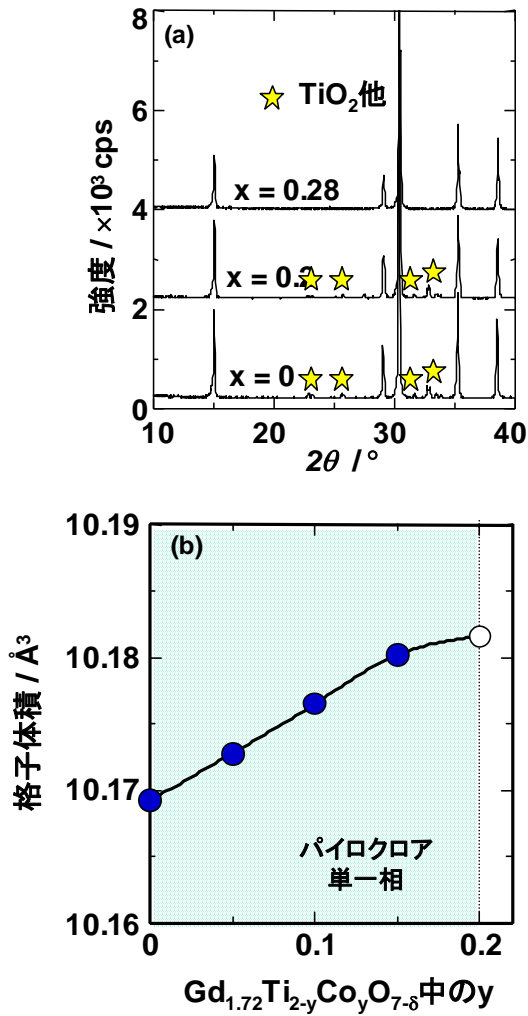 (a)
8
6
4
2
0
強度 / ×10³ cps
TiO₂他
x = 0.28
x = 0.2
x = 0
10 20 30 40
2θ / °
(b)
10.19
10.18
10.17
10.16
格子体積 / Å³
パイロクロア
単一相
0 0.1 0.2
Gd₁.₇₂Ti₂₋yCoyO₇₋δ中のy